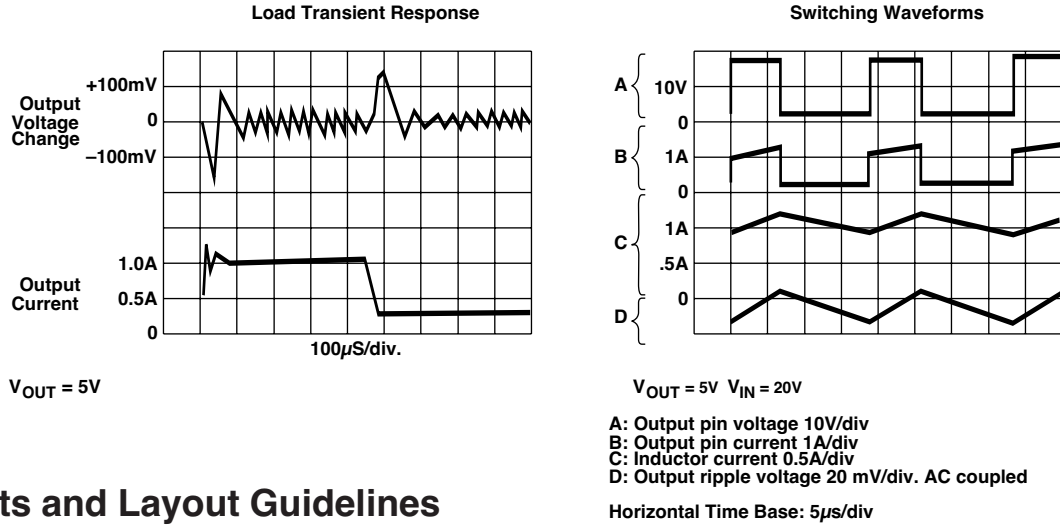 Load Transient Response
+100mV
Output
Voltage
Change
0
–100mV
1.0A
Output
Current
0.5A
0
100µS/div.
VOUT = 5V
Switching Waveforms
A
10V
0
B
1A
0
1A
C
.5A
0
D
VOUT = 5V VIN = 20V
A: Output pin voltage 10V/div
B: Output pin current 1A/div
C: Inductor current 0.5A/div
D: Output ripple voltage 20 mV/div. AC coupled
Horizontal Time Base: 5µs/div
ts and Layout Guidelines